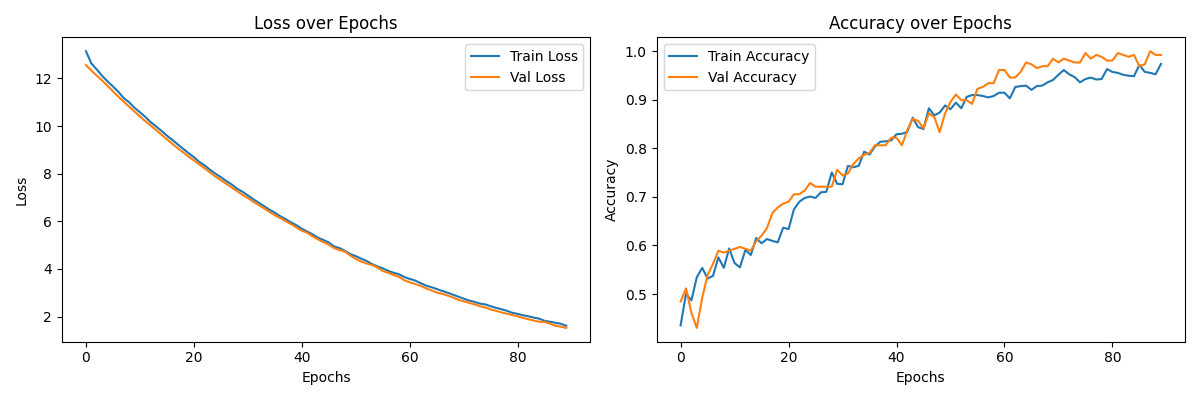 Loss over Epochs
Train Loss
Val Loss
12
10
8
6
4
2
0
20
40
60
80
Loss
Epochs
Accuracy over Epochs
Train Accuracy
Val Accuracy
1.0
0.9
0.8
0.7
0.6
0.5
0
20
40
60
80
Accuracy
Epochs